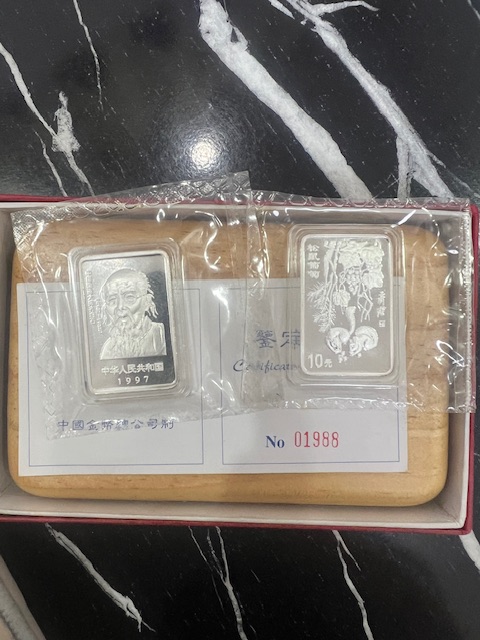 中华人民共和国
1997
松鼠葡萄
10元
鑒定
Certificat
中國金幣總公司制
No 01988